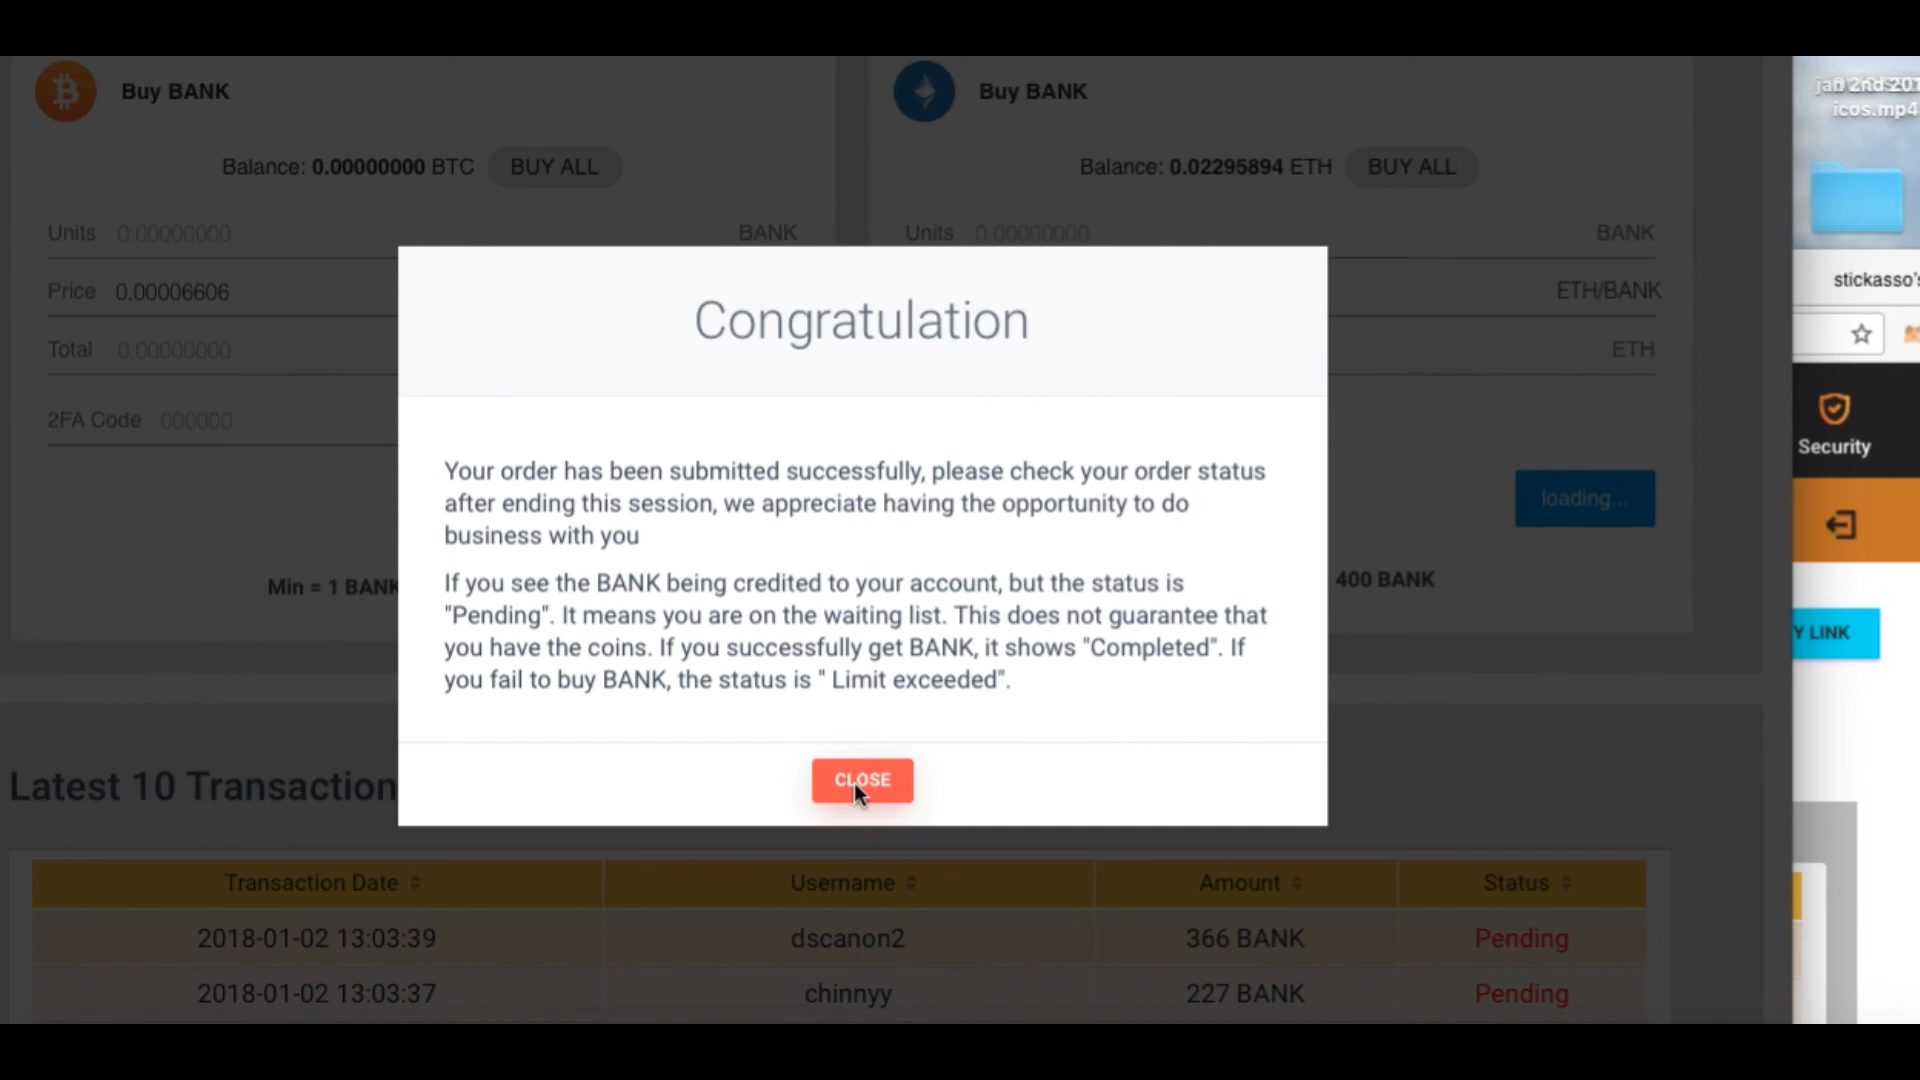 Buy BANK
Balance: 0.00000000 BTC BUY ALL
Units 0.00000000 BANK
Price 0.00006606
Total 0.00000000
2FA Code 000000
Min = 1 BANK
Buy BANK
Balance: 0.02295894 ETH BUY ALL
Units 0.00000000 BANK
ETH/BANK
ETH
loading...
400 BANK
Congratulation
Your order has been submitted successfully, please check your order status
after ending this session, we appreciate having the opportunity to do
business with you
If you see the BANK being credited to your account, but the status is
"Pending". It means you are on the waiting list. This does not guarantee that
you have the coins. If you successfully get BANK, it shows "Completed". If
you fail to buy BANK, the status is " Limit exceeded".
CLOSE
Latest 10 Transaction
Transaction Date Username Amount Status
2018-01-02 13:03:39 dscanon2 366 BANK Pending
2018-01-02 13:03:37 chinnyy 227 BANK Pending
2nd 201
icos.mp4
stickasso's
Security
Y LINK